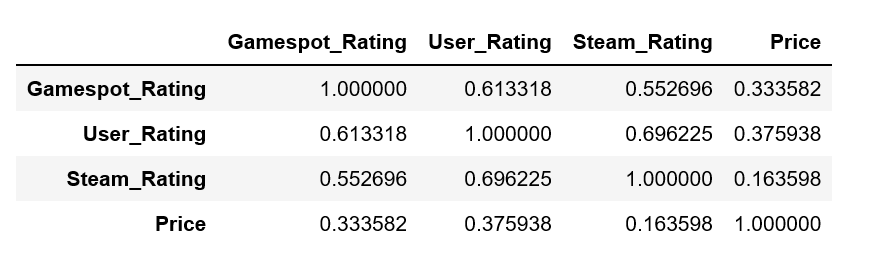 Gamespot_Rating User_Rating Steam_Rating Price
Gamespot_Rating 1.000000 0.613318 0.552696 0.333582
User_Rating 0.613318 1.000000 0.696225 0.375938
Steam_Rating 0.552696 0.696225 1.000000 0.163598
Price 0.333582 0.375938 0.163598 1.000000